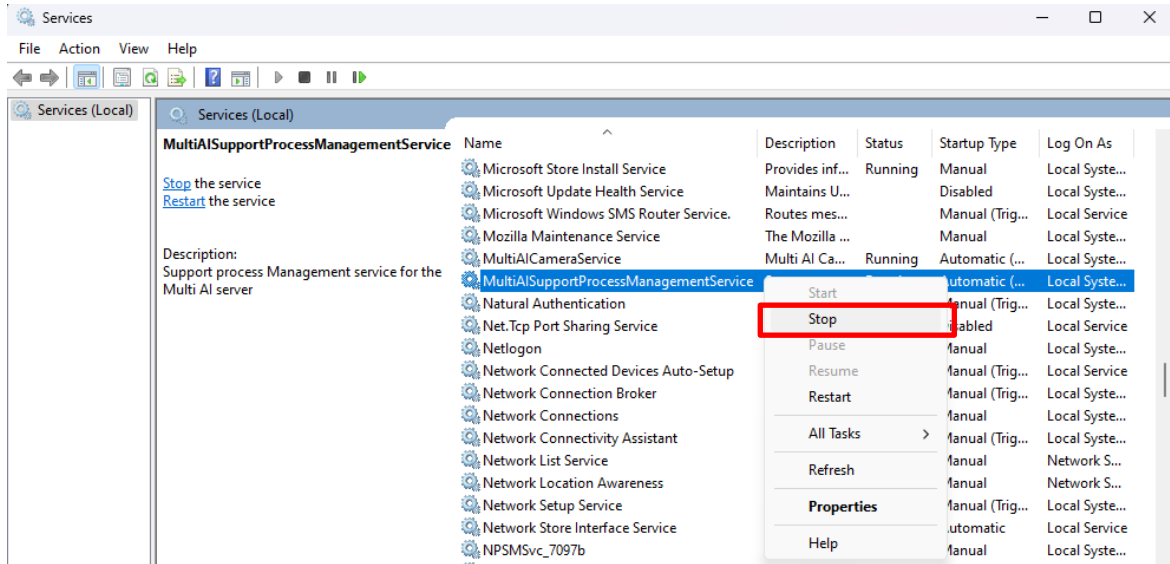 Services
File Action View Help
Services (Local)
Services (Local)
MultiAISupportProcessManagementService
Stop the service
Restart the service
Description:
Support process Management service for the
Multi AI server
Name Description Status Startup Type Log On As
Microsoft Store Install Service Provides inf... Running Manual Local Syste...
Microsoft Update Health Service Maintains U... Disabled Local Syste...
Microsoft Windows SMS Router Service. Routes mes... Manual (Trig... Local Service
Mozilla Maintenance Service The Mozilla ... Manual Local Syste...
MultiAICameraService Multi AI Ca... Running Automatic (... Local Syste...
MultiAISupportProcessManagementService Automatic (... Local Syste...
Natural Authentication Manual (Trig... Local Syste...
Net.Tcp Port Sharing Service Disabled Local Service
Netlogon Manual Local Syste...
Network Connected Devices Auto-Setup Manual (Trig... Local Service
Network Connection Broker Manual (Trig... Local Syste...
Network Connections Manual Local Syste...
Network Connectivity Assistant Manual (Trig... Local Syste...
Network List Service Manual Network S...
Network Location Awareness Manual Network S...
Network Setup Service Manual (Trig... Local Syste...
Network Store Interface Service Automatic Local Service
NPSMSvc_7097b Manual Local Syste...
Start
Stop
Pause
Resume
Restart
All Tasks
Refresh
Properties
Help